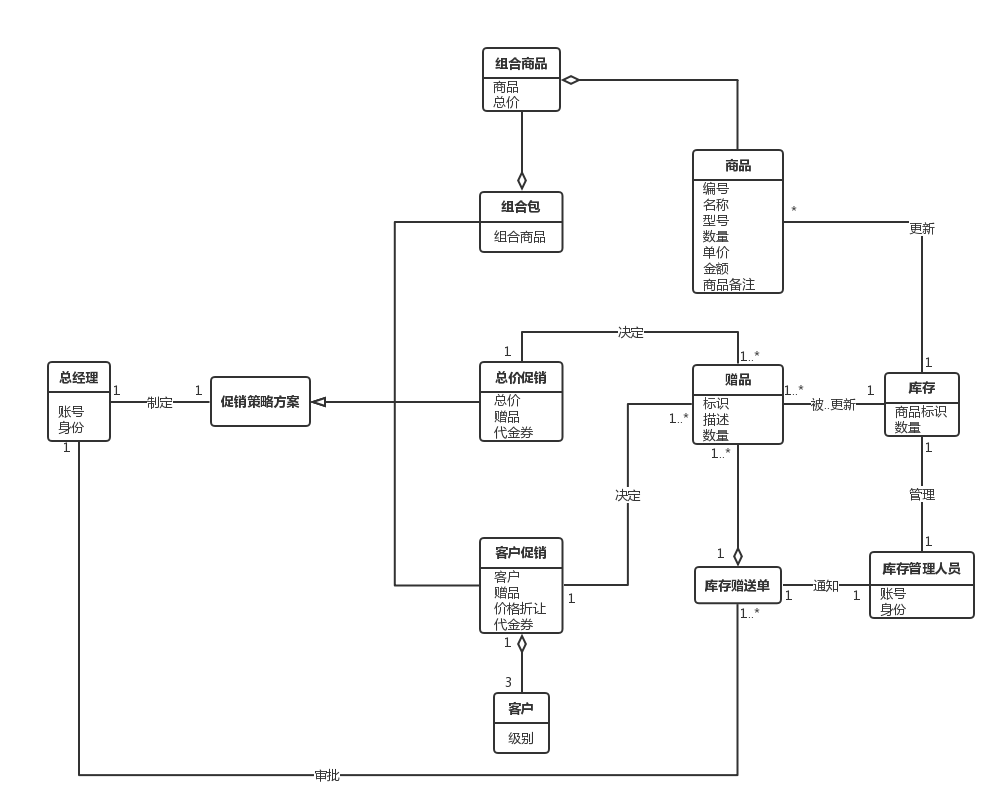 组合商品
商品
总价
商品
编号
名称
型号
数量
单价
金额
商品备注
*
更新
1
组合包
组合商品
总经理
账号
身份
1
制定
1
促销策略方案
1
总价促销
总价
赠品
代金券
1
决定
1..*
赠品
标识
描述
数量
1..*
被..更新
1
库存
商品标识
数量
1..*
决定
1
1..*
1
管理
1
客户促销
客户
赠品
价格折让
代金券
1
3
客户
级别
1
库存赠送单
1
通知
1
库存管理人员
账号
身份
1..*
审批